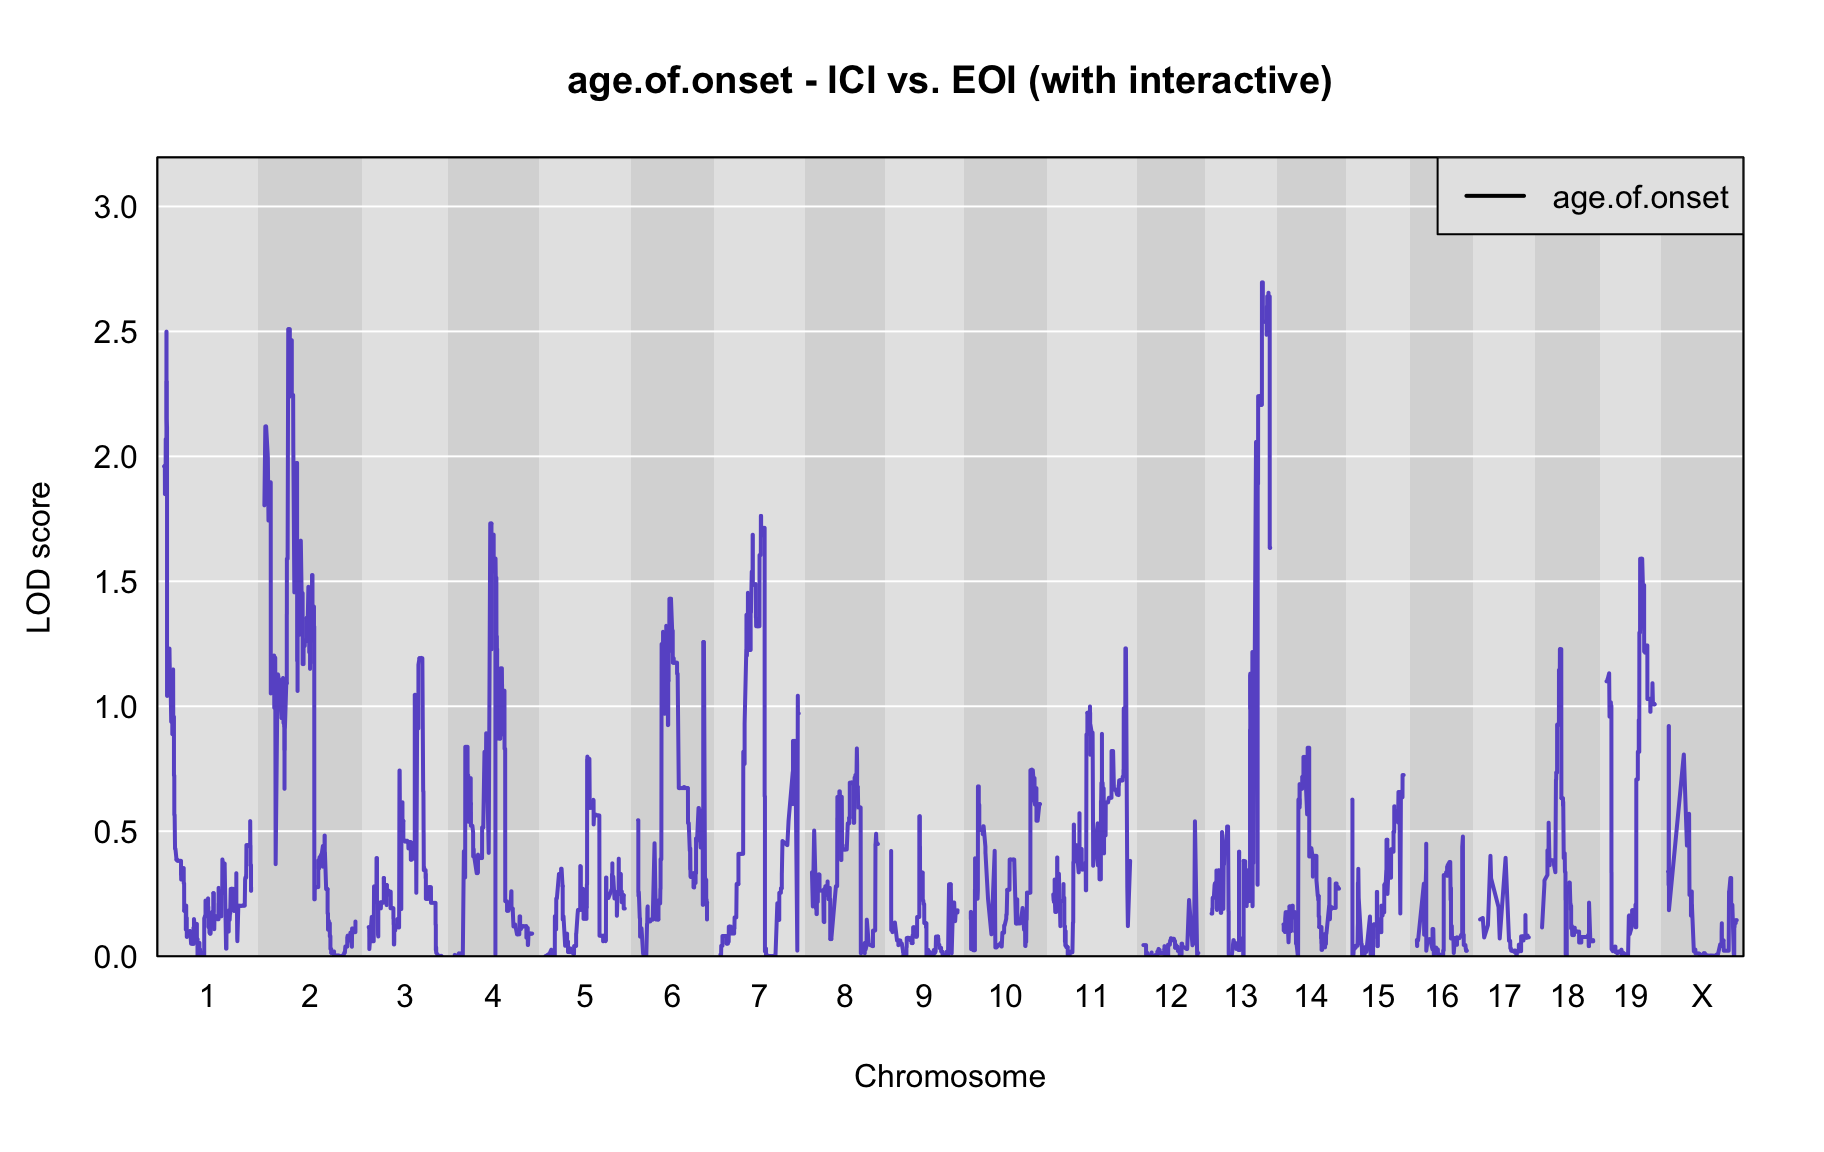 age.of.onset - ICI vs. EOI (with interactive)
age.of.onset
LOD score
3.0
2.5
2.0
1.5
1.0
0.5
0.0
1 2 3 4 5 6 7 8 9 10 11 12 13 14 15 16 17 18 19 X
Chromosome